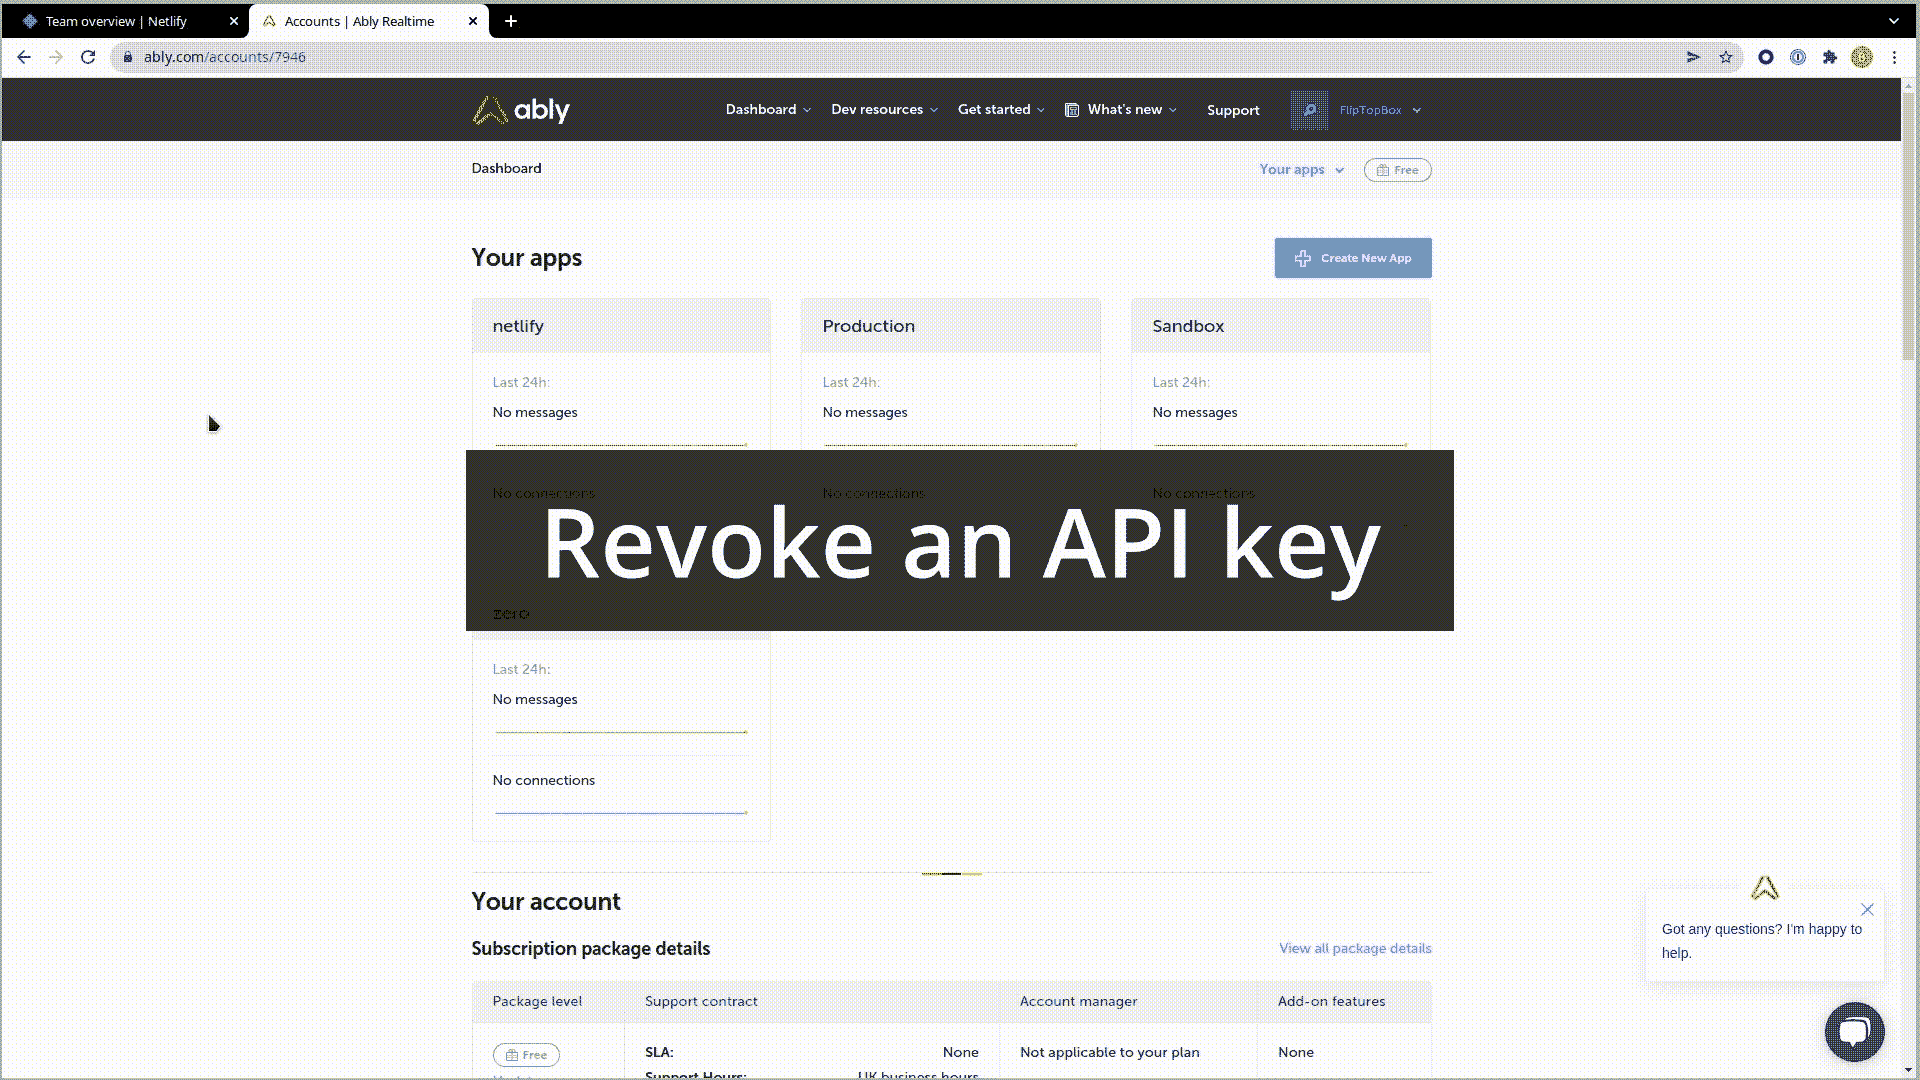 Team overview | Netlify
Accounts | Ably Realtime
ably.com/accounts/7946
ably
Dashboard
Dev resources
Get started
What's new
Support
FlipTopBox
Dashboard
Your apps
Free
Your apps
Create New App
netlify
Production
Sandbox
Last 24h:
Last 24h:
Last 24h:
No messages
No messages
No messages
No connections
No connections
No connections
Revoke an API key
zero
Last 24h:
No messages
No connections
Your account
Got any questions? I'm happy to
help.
Subscription package details
View all package details
Package level
Support contract
Account manager
Add-on features
Free
SLA:
None
Not applicable to your plan
None
Support Hours:
UK business hours